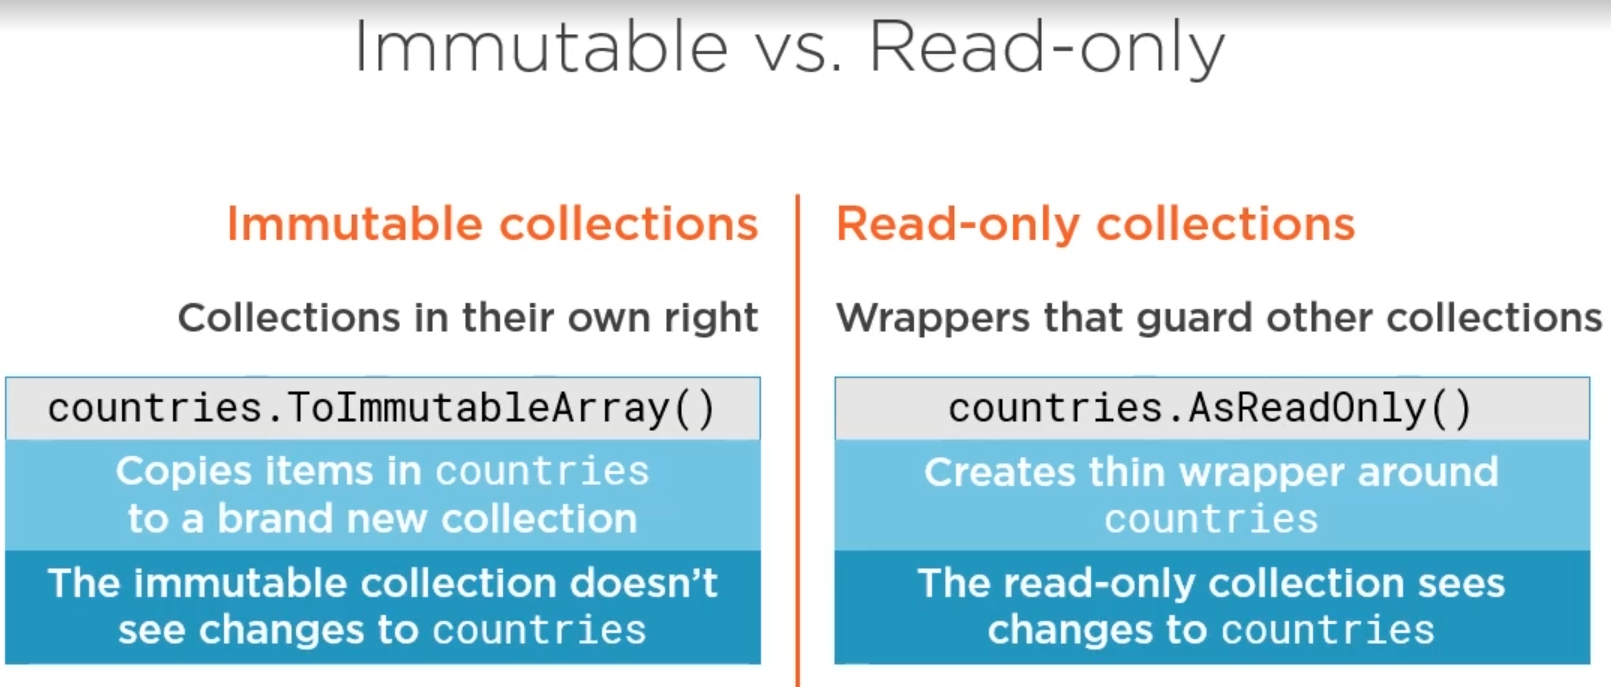 Immutable vs. Read-only
Immutable collections
Collections in their own right
countries.ToImmutableArray()
Copies items in countries
to a brand new collection
The immutable collection doesn't
see changes to countries
Read-only collections
Wrappers that guard other collections
countries.AsReadOnly()
Creates thin wrapper around
countries
The read-only collection sees
changes to countries